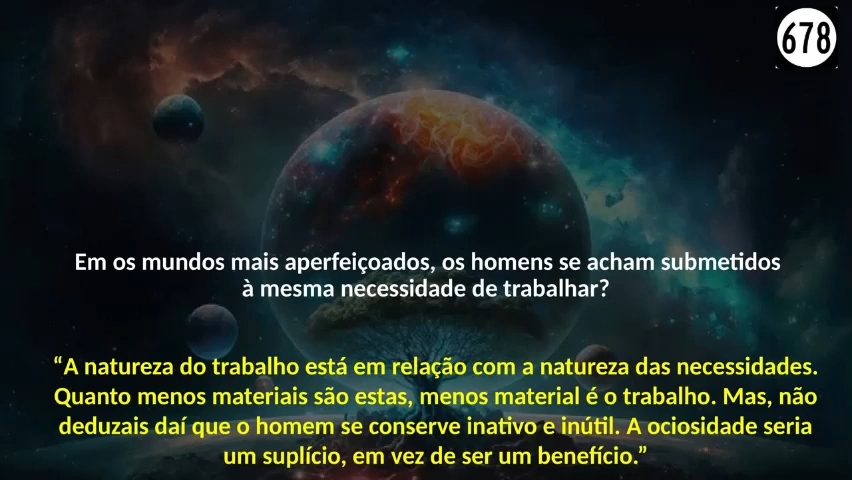 678
Em os mundos mais aperfeiçoados, os homens se acham submetidos
à mesma necessidade de trabalhar?
“A natureza do trabalho está em relação com a natureza das necessidades.
Quanto menos materiais são estas, menos material é o trabalho. Mas, não
deduzais daí que o homem se conserve inativo e inútil. A ociosidade seria
um suplício, em vez de ser um benefício.”